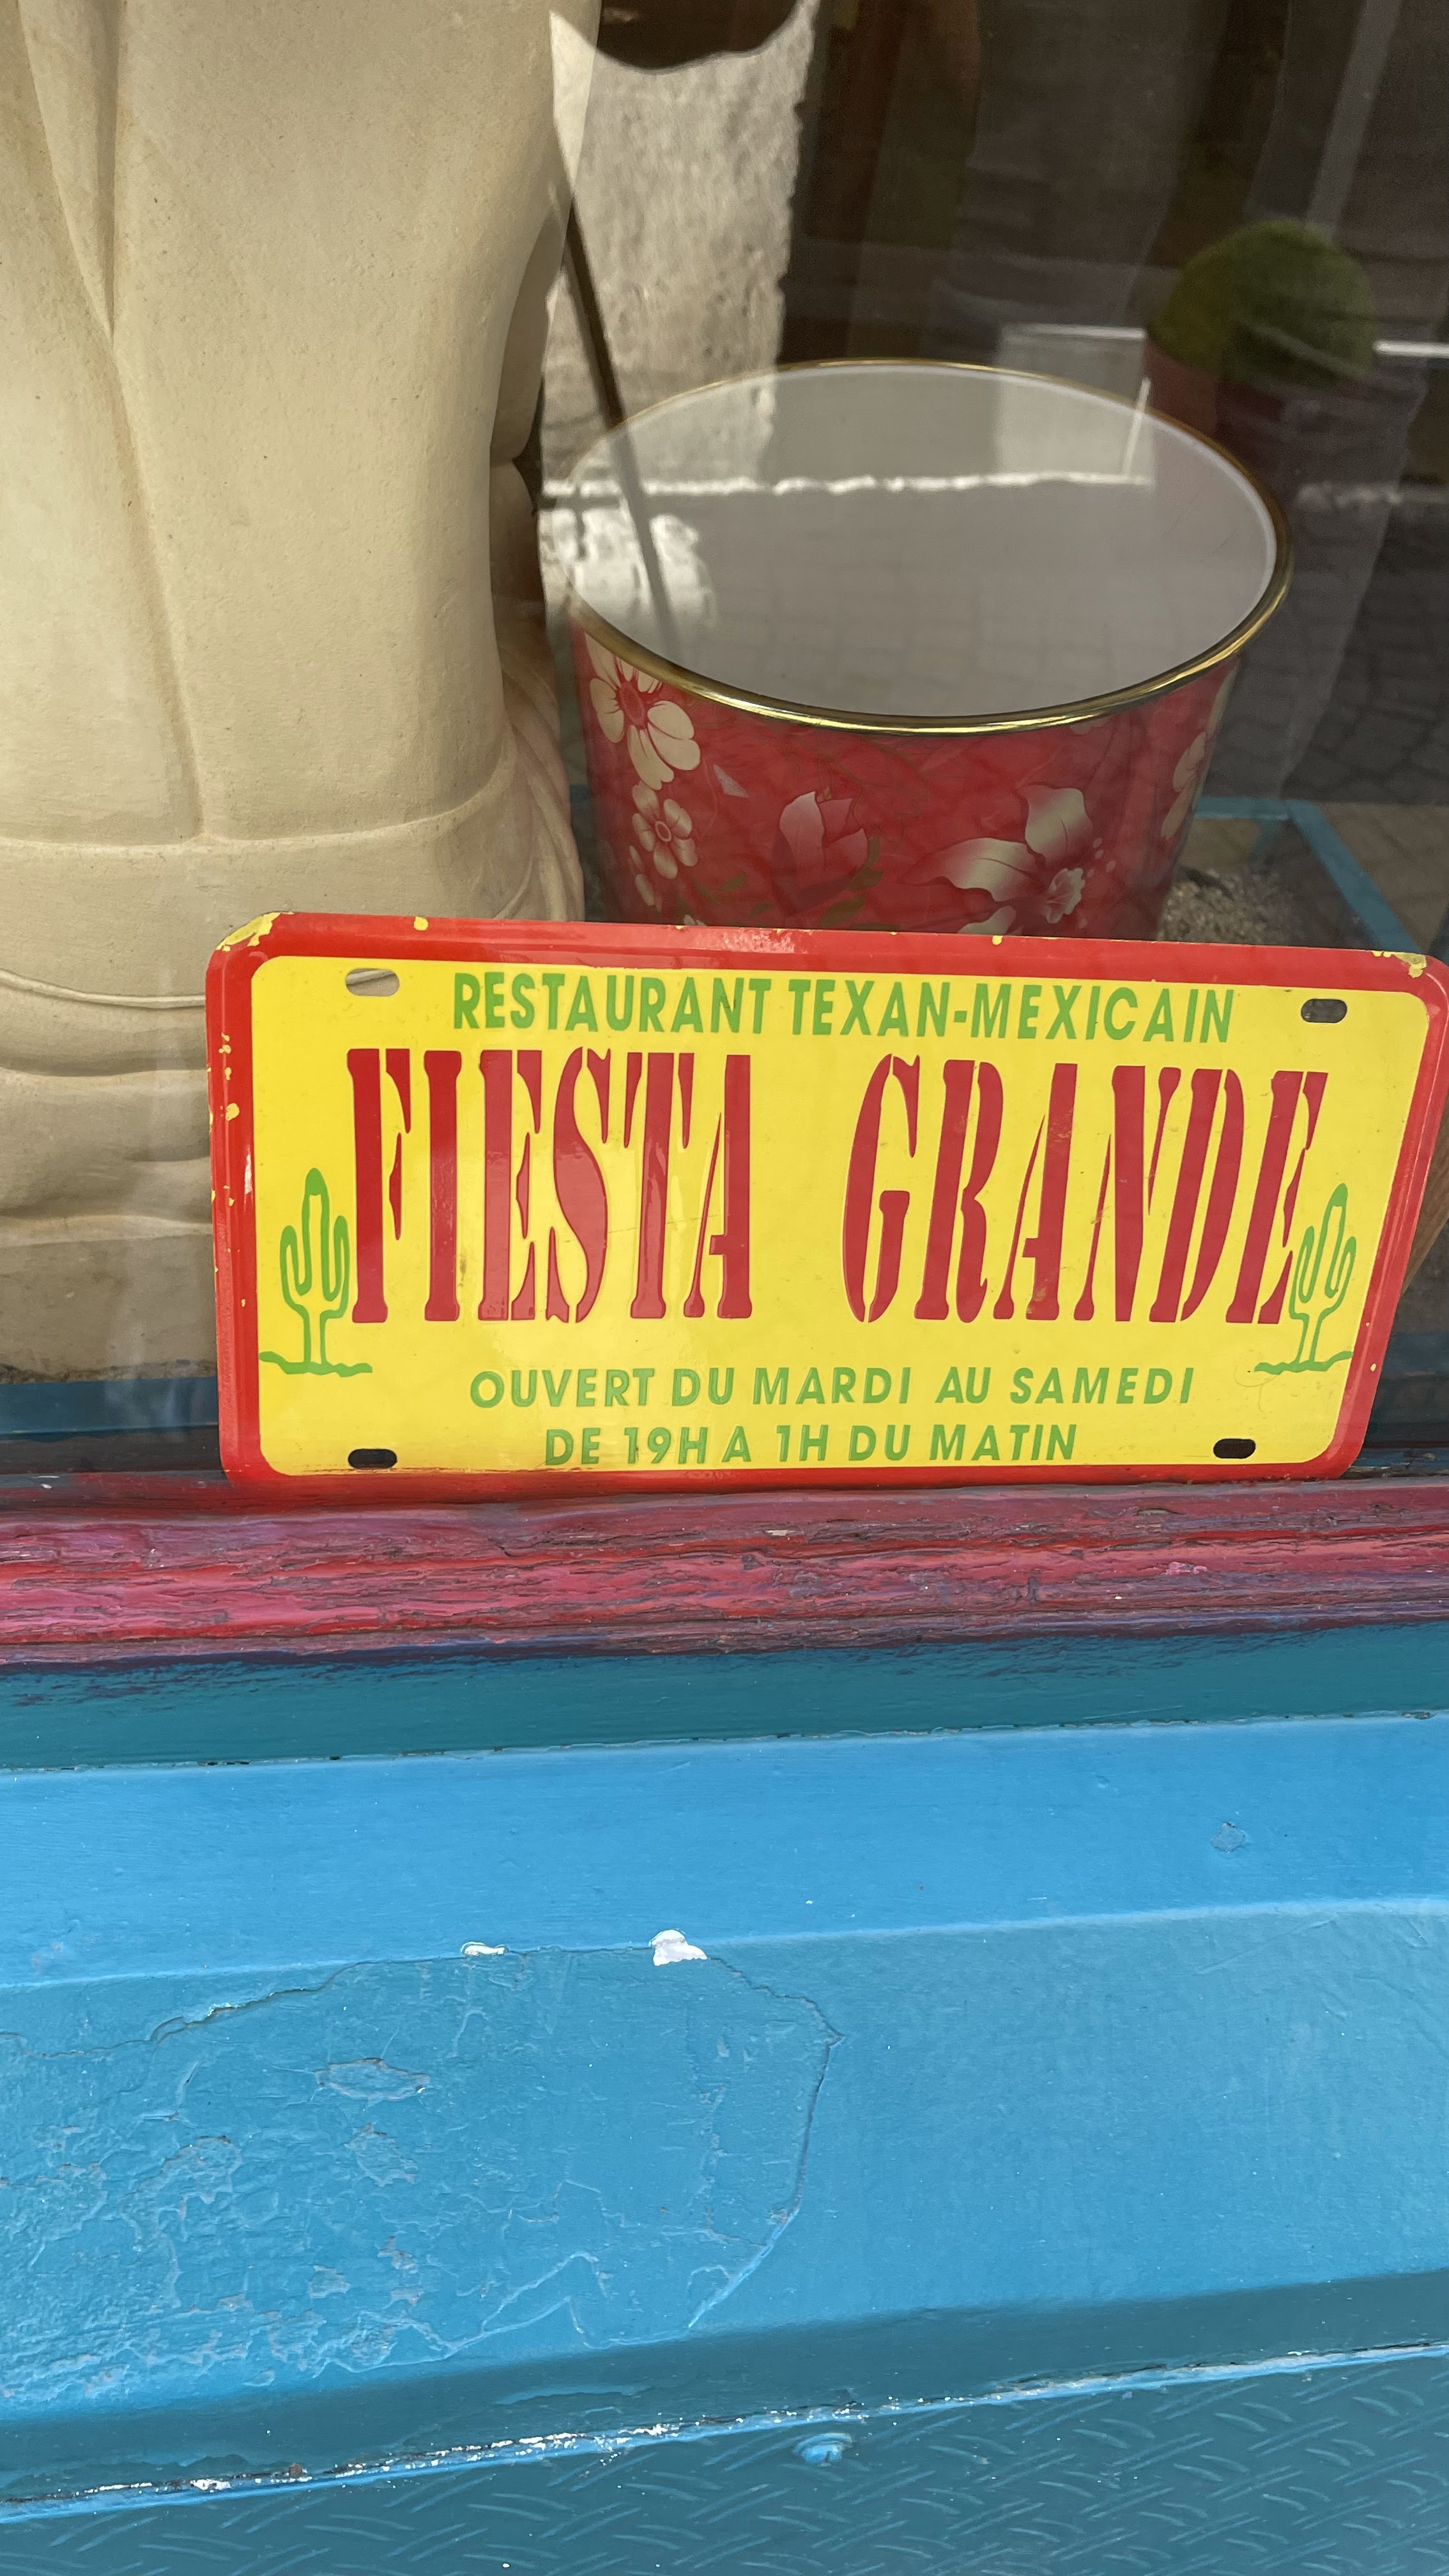 RESTAURANT TEXAN-MEXICAIN
FIESTA GRANDE
OUVERT DU MARDI AU SAMEDI
DE 19H A 1H DU MATIN